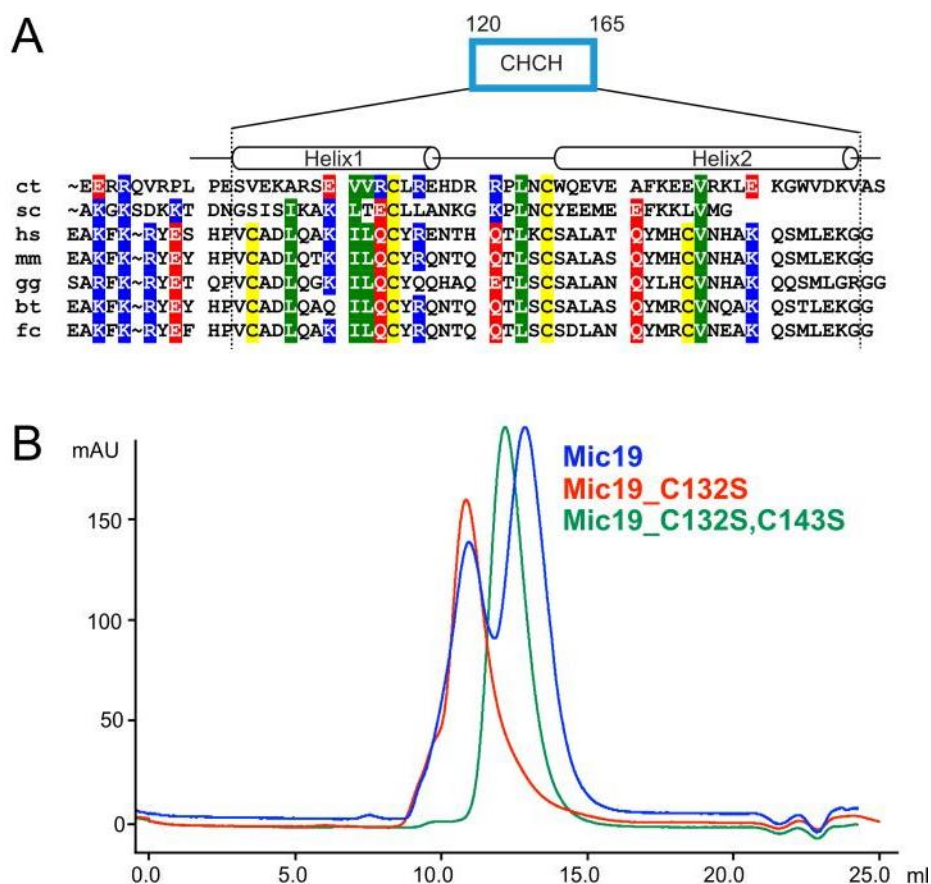 A
120 165
CHCH
Helix1 Helix2
ct ~EERRQVRPL PESVEKARSE VVRCLREHDR RPLNCWQEVE AFKEEVRKLE KGWVDKVAS
sc ~AKGKSDKKT DNGSISIKAK LTECLLANKG KPLNCYEEME EFKKLVMG
hs EAKFK~RYES HPVCADLQAK ILQCYRENTH QTLKCSALAT QYMHCVNHAK QSMLEKGG
mm EAKFK~RYEY HPVCADLQTK ILQCYRQNTQ QTLSCSALAS QYMHCVNHAK QSMLEKGG
gg SARFK~RYET QPVCADLQGK ILQCYQQHAQ ETLSCSALAN QYLHCVNHAK QQSMLGRGG
bt EAKFK~RYEY HPVCADLQAQ ILQCYRQNTQ QTLSCSALAS QYMRCVNHAK QSTLEKGG
fc EAKFK~RYEF HPVCADLQAK ILQCYRQNTQ QTLSCSDLAN QYMRCVNEAK QSMLEKGG
B
mAU
Mic19
Mic19_C132S
Mic19_C132S,C143S
150
100
50
0
0.0 5.0 10.0 15.0 20.0 25.0 ml